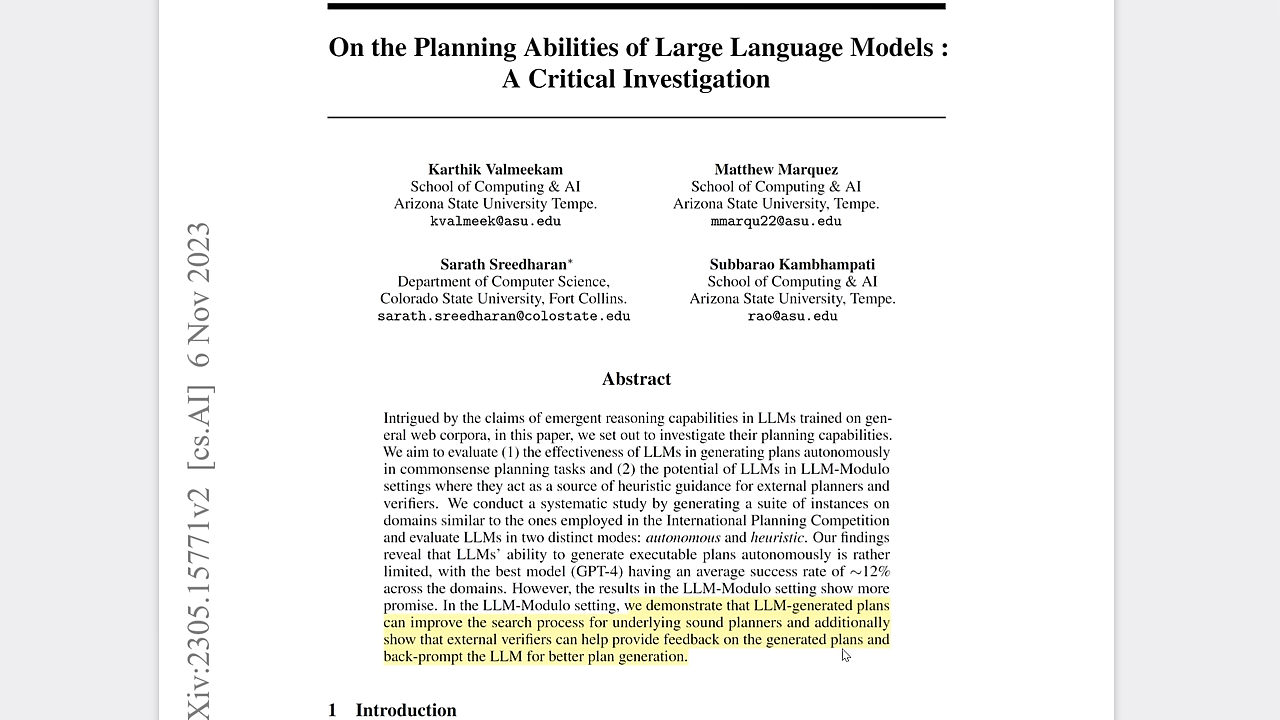 On the Planning Abilities of Large Language Models :
A Critical Investigation
Karthik Valmeekam
School of Computing & AI
Arizona State University Tempe.
kvalmeek@asu.edu
Matthew Marquez
School of Computing & AI
Arizona State University, Tempe.
mmarqu22@asu.edu
Sarath Sreedharan*
Department of Computer Science,
Colorado State University, Fort Collins.
sarath.sreedharan@colostate.edu
Subbarao Kambhampati
School of Computing & AI
Arizona State University, Tempe.
rao@asu.edu
Xiv:2305.15771v2 [cs.AI] 6 Nov 2023
Abstract
Intrigued by the claims of emergent reasoning capabilities in LLMs trained on gen-
eral web corpora, in this paper, we set out to investigate their planning capabilities.
We aim to evaluate (1) the effectiveness of LLMs in generating plans autonomously
in commonsense planning tasks and (2) the potential of LLMs in LLM-Modulo
settings where they act as a source of heuristic guidance for external planners and
verifiers. We conduct a systematic study by generating a suite of instances on
domains similar to the ones employed in the International Planning Competition
and evaluate LLMs in two distinct modes: autonomous and heuristic. Our findings
reveal that LLMs' ability to generate executable plans autonomously is rather
limited, with the best model (GPT-4) having an average success rate of ~12%
across the domains. However, the results in the LLM-Modulo setting show more
promise. In the LLM-Modulo setting, we demonstrate that LLM-generated plans
can improve the search process for underlying sound planners and additionally
show that external verifiers can help provide feedback on the generated plans and
back-prompt the LLM for better plan generation.
1 Introduction